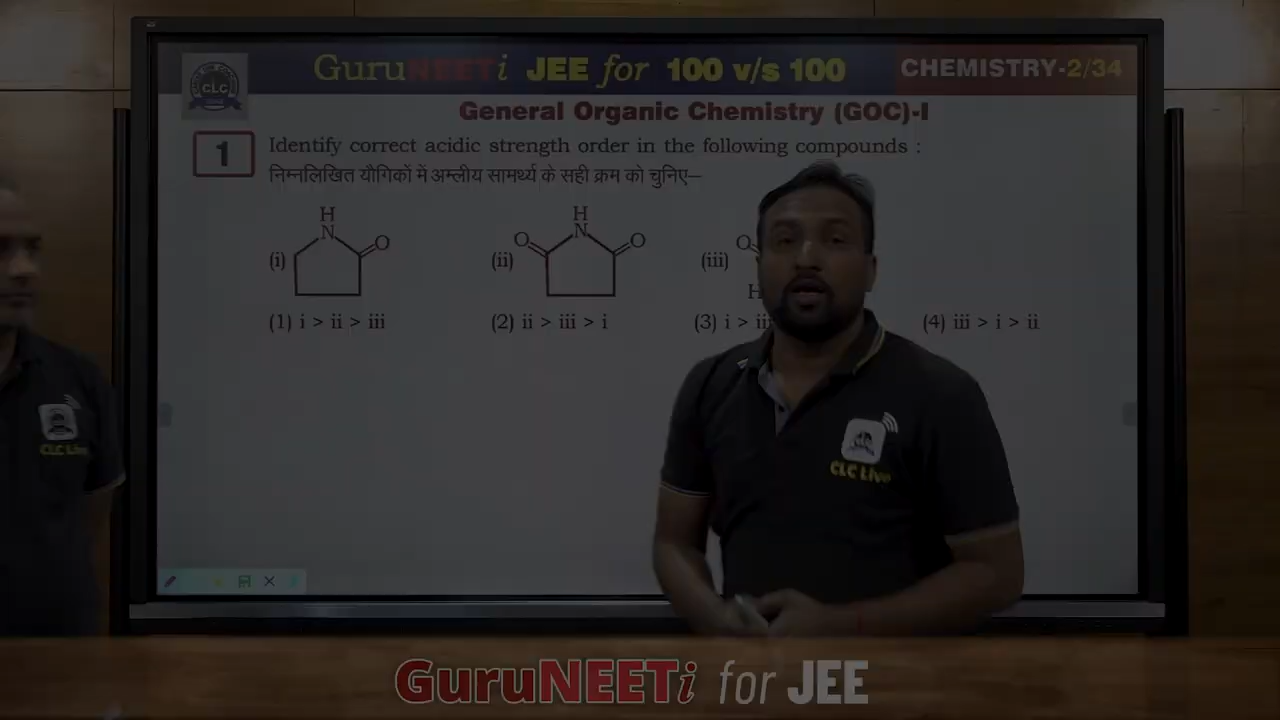 GuruNEETi JEE for 100 v/s 100 CHEMISTRY-2/34
CLC
General Organic Chemistry (GOC)-I
1 Identify correct acidic strength order in the following compounds :
निम्नलिखित यौगिकों में अम्लीय सामर्थ्य के सही क्रम को चुनिए–
H H
N N
(i) O (ii) O O (iii) O
H
(1) i > ii > iii (2) ii > iii > i (3) i > iii (4) iii > i > ii
CLC Live
CLC Live
GuruNEETi for JEE